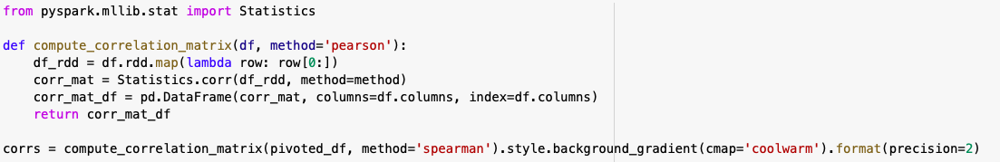 from pyspark.mllib.stat import Statistics

def compute_correlation_matrix(df, method='pearson'):
    df_rdd = df.rdd.map(lambda row: row[0:])
    corr_mat = Statistics.corr(df_rdd, method=method)
    corr_mat_df = pd.DataFrame(corr_mat, columns=df.columns, index=df.columns)
    return corr_mat_df

corrs = compute_correlation_matrix(pivoted_df, method='spearman').style.background_gradient(cmap='coolwarm').format(precision=2)